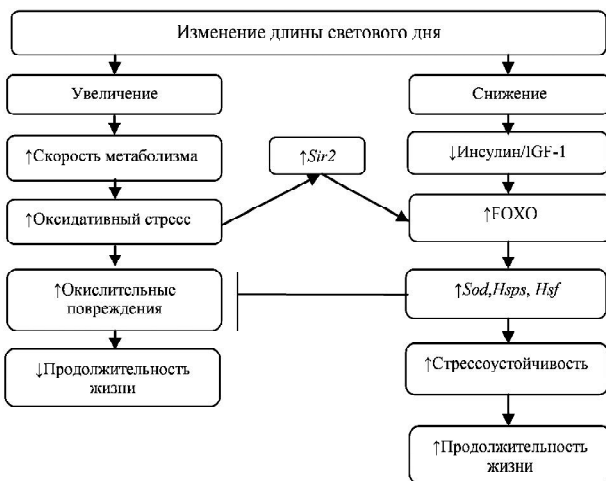 Изменение длины светового дня
Увеличение
Снижение
↑Скорость метаболизма
↑Sir2
↓Инсулин/IGF-1
↑Оксидативный стресс
↑FOXO
↑Окислительные
повреждения
↑Sod,Hsps, Hsf
↓Продолжительность
жизни
↑Стрессоустойчивость
↑Продолжительность
жизни